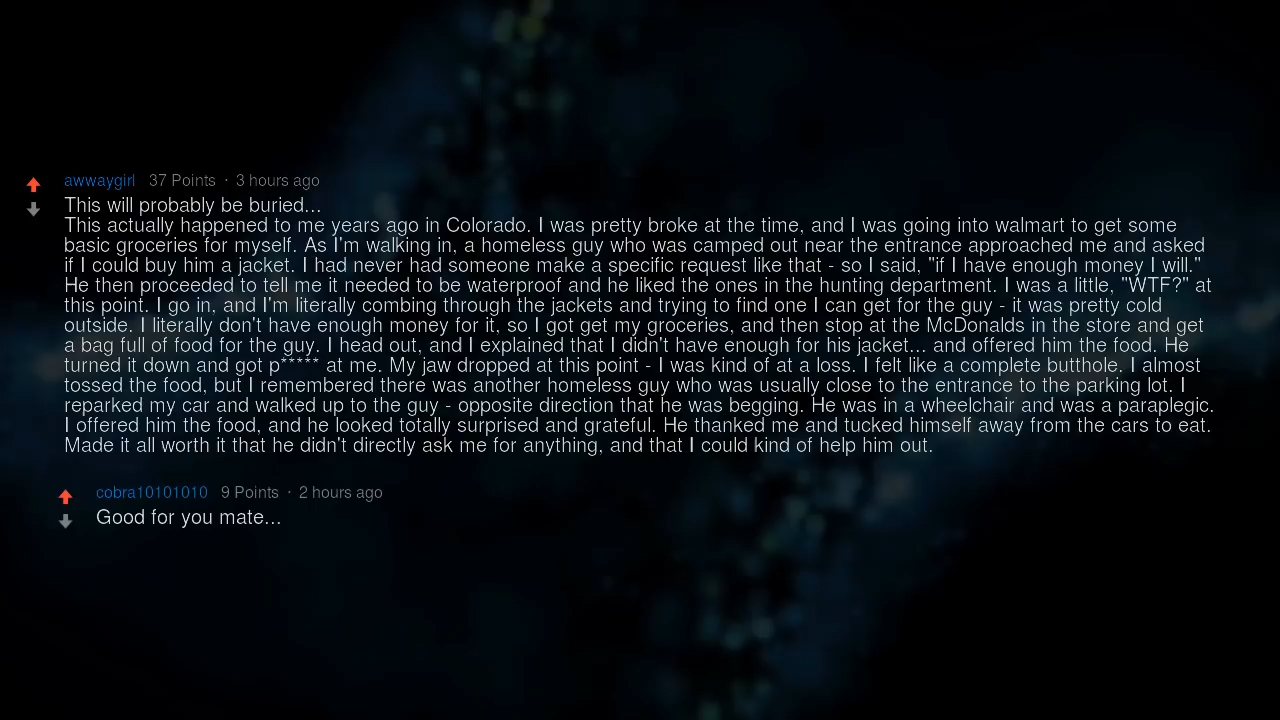 awwaygirl 37 Points · 3 hours ago
This will probably be buried...
This actually happened to me years ago in Colorado. I was pretty broke at the time, and I was going into walmart to get some
basic groceries for myself. As I'm walking in, a homeless guy who was camped out near the entrance approached me and asked
if I could buy him a jacket. I had never had someone make a specific request like that - so I said, "if I have enough money I will."
He then proceeded to tell me it needed to be waterproof and he liked the ones in the hunting department. I was a little, "WTF?" at
this point. I go in, and I'm literally combing through the jackets and trying to find one I can get for the guy - it was pretty cold
outside. I literally don't have enough money for it, so I got get my groceries, and then stop at the McDonalds in the store and get
a bag full of food for the guy. I head out, and I explained that I didn't have enough for his jacket... and offered him the food. He
turned it down and got p***** at me. My jaw dropped at this point - I was kind of at a loss. I felt like a complete butthole. I almost
tossed the food, but I remembered there was another homeless guy who was usually close to the entrance to the parking lot. I
reparked my car and walked up to the guy - opposite direction that he was begging. He was in a wheelchair and was a paraplegic.
I offered him the food, and he looked totally surprised and grateful. He thanked me and tucked himself away from the cars to eat.
Made it all worth it that he didn't directly ask me for anything, and that I could kind of help him out.
cobra10101010 9 Points · 2 hours ago
Good for you mate...